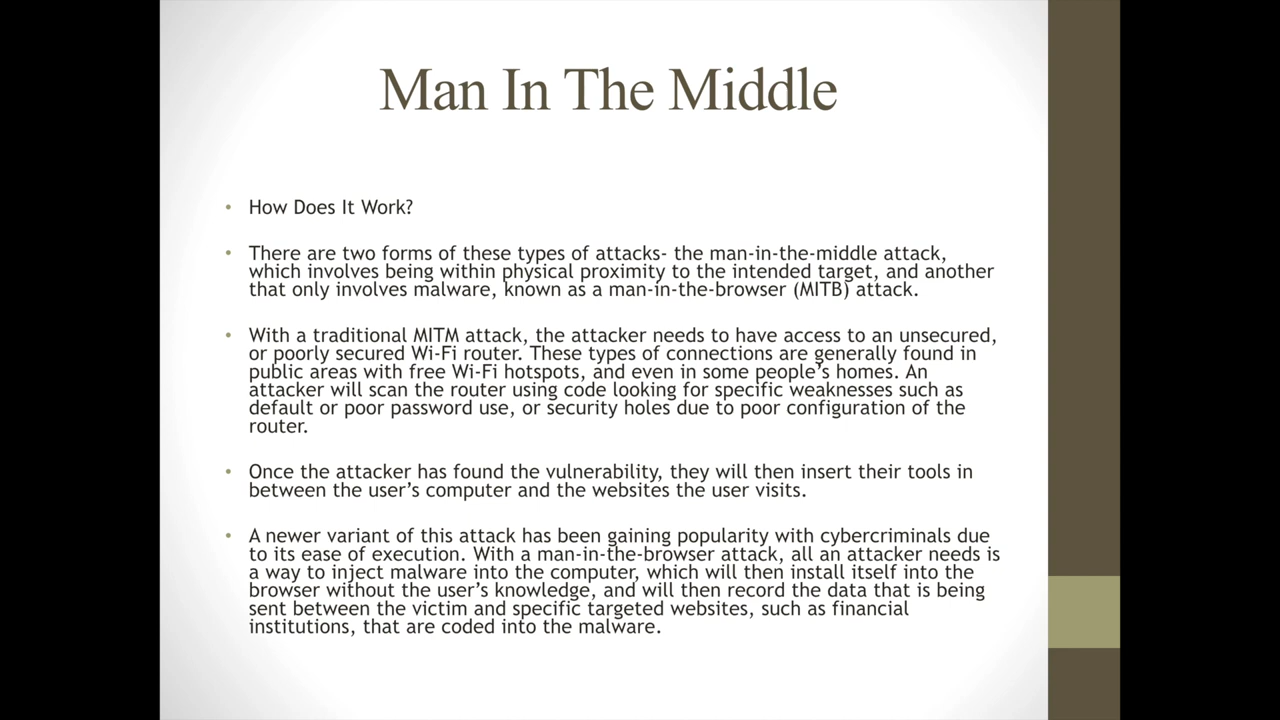 Man In The Middle
• How Does It Work?
• There are two forms of these types of attacks- the man-in-the-middle attack,
which involves being within physical proximity to the intended target, and another
that only involves malware, known as a man-in-the-browser (MITB) attack.
• With a traditional MITM attack, the attacker needs to have access to an unsecured,
or poorly secured Wi-Fi router. These types of connections are generally found in
public areas with free Wi-Fi hotspots, and even in some people’s homes. An
attacker will scan the router using code looking for specific weaknesses such as
default or poor password use, or security holes due to poor configuration of the
router.
• Once the attacker has found the vulnerability, they will then insert their tools in
between the user’s computer and the websites the user visits.
• A newer variant of this attack has been gaining popularity with cybercriminals due
to its ease of execution. With a man-in-the-browser attack, all an attacker needs is
a way to inject malware into the computer, which will then install itself into the
browser without the user’s knowledge, and will then record the data that is being
sent between the victim and specific targeted websites, such as financial
institutions, that are coded into the malware.